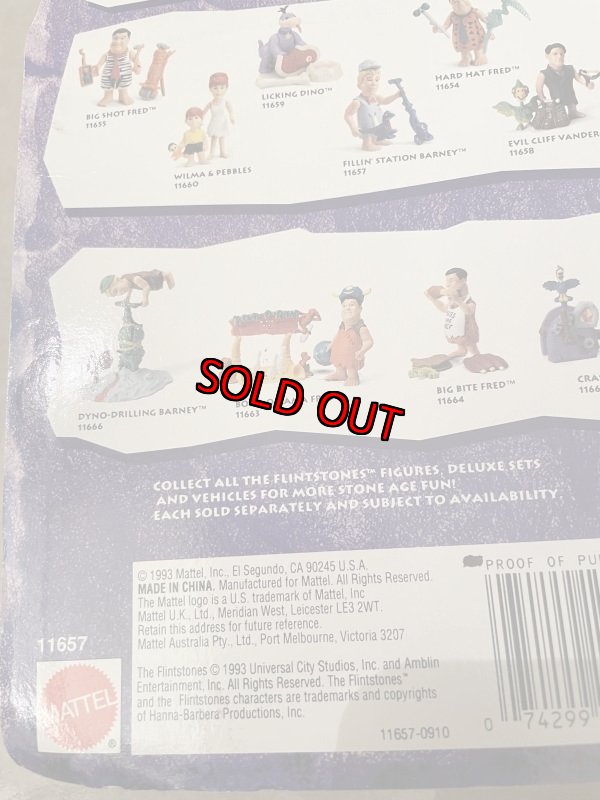 HARD HAT FRED™
11654
LICKING DINO™
11659
BIG SHOT FRED™
11655
FILLIN' STATION BARNEY™
11657
EVIL CLIFF VANDER
11658
WILMA & PEBBLES
11660
DYNO-DRILLING BARNEY™
11666
11663
BIG BITE FRED™
11664
CRA
1166
SOLD OUT
COLLECT ALL THE FLINTSTONES™ FIGURES, DELUXE SETS
AND VEHICLES FOR MORE STONE AGE FUN!
EACH SOLD SEPARATELY AND SUBJECT TO AVAILABILITY.
© 1993 Mattel, Inc., El Segundo, CA 90245 U.S.A.
MADE IN CHINA. Manufactured for Mattel. All Rights Reserved.
The Mattel logo is a U.S. trademark of Mattel, Inc
Mattel U.K., Ltd., Meridian West, Leicester LE3 2WT.
Retain this address for future reference.
Mattel Australia Pty., Ltd., Port Melbourne, Victoria 3207
The Flintstones © 1993 Universal City Studios, Inc. and Amblin
Entertainment, Inc. All Rights Reserved. The Flintstones™
and the Flintstones characters are trademarks and copyrights
of Hanna-Barbera Productions, Inc.
11657-0910
11657
MATTEL
®
PROOF OF PU
0 74299